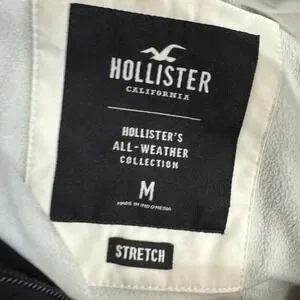 HOLLISTER
CALIFORNIA
HOLLISTER'S
ALL-WEATHER
COLLECTION
M
MADE IN INDONESIA
STRETCH